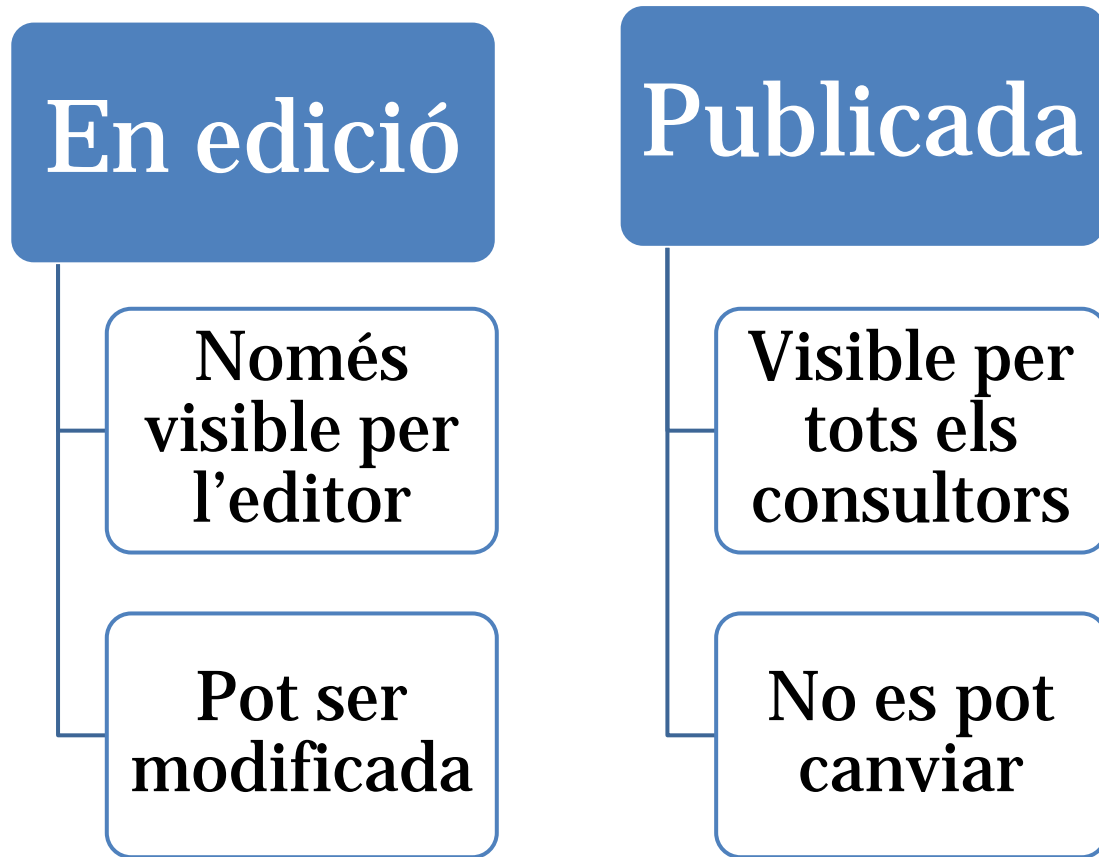 En edició
Només
visible per
l’editor
Pot ser
modificada
Publicada
Visible per
tots els
consultors
No es pot
canviar